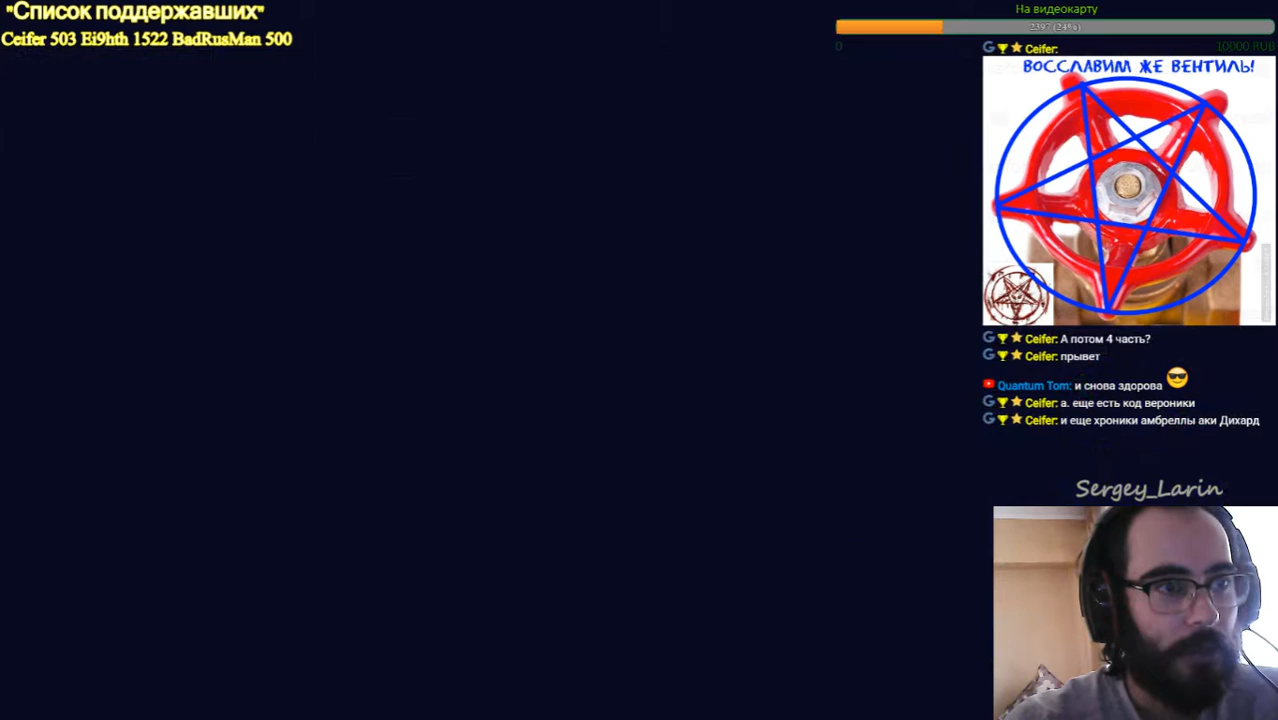 "Список поддержавших"
Ceifer 503 Ei9hth 1522 BadRusMan 500
На видеокарту
2397 (24%)
0
10000 RUB
Ceifer:
ВОССЛАВИМ ЖЕ ВЕНТИЛЬ!
Ceifer: А потом 4 часть?
Ceifer: прывет
Quantum Tom: и снова здорова
Ceifer: а. еще есть код вероники
Ceifer: и еще хроники амбреллы аки Дихард
Sergey_Larin